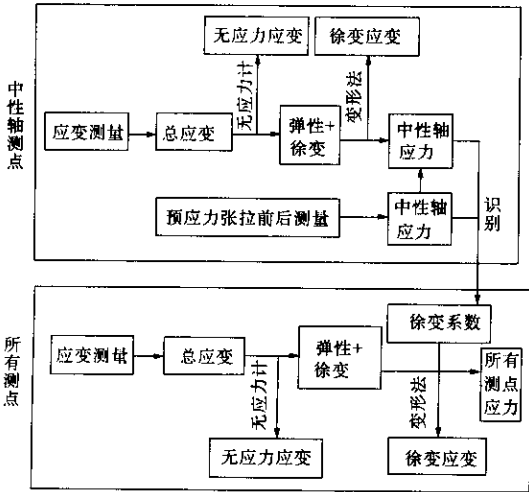 无应力应变
徐变应变
无应力计
变形法
中性轴测点
应变测量
总应变
弹性+
徐变
中性轴
应力
预应力张拉前后测量
中性轴
应力
识别
所有测点
徐变系数
应变测量
总应变
弹性+
徐变
所有
测点
应力
无应力计
变形法
无应力应变
徐变应变